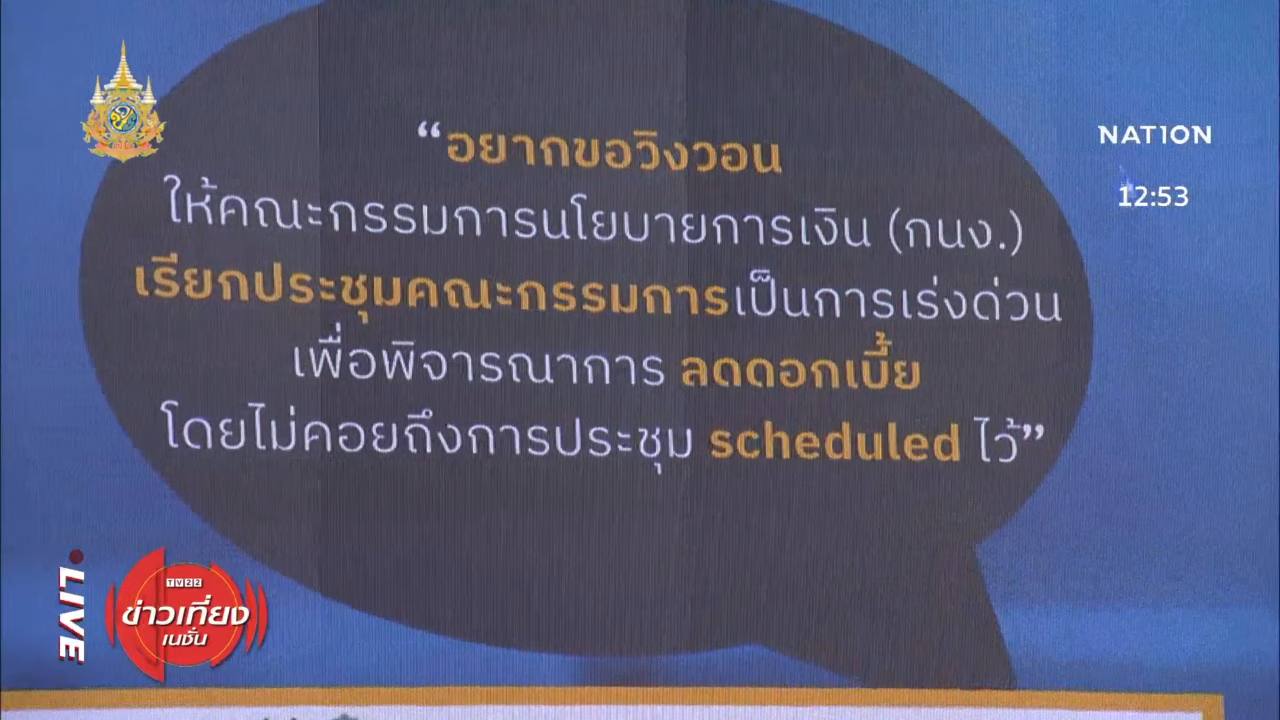 “อยากขอวิงวอน
ให้คณะกรรมการนโยบายการเงิน (กนง.)
เรียกประชุมคณะกรรมการเป็นการเร่งด่วน
เพื่อพิจารณาการ ลดดอกเบี้ย
โดยไม่คอยถึงการประชุม scheduled ไว้”
NATION
12:53
LIVE
TV22
ข่าวเที่ยง
เนชั่น